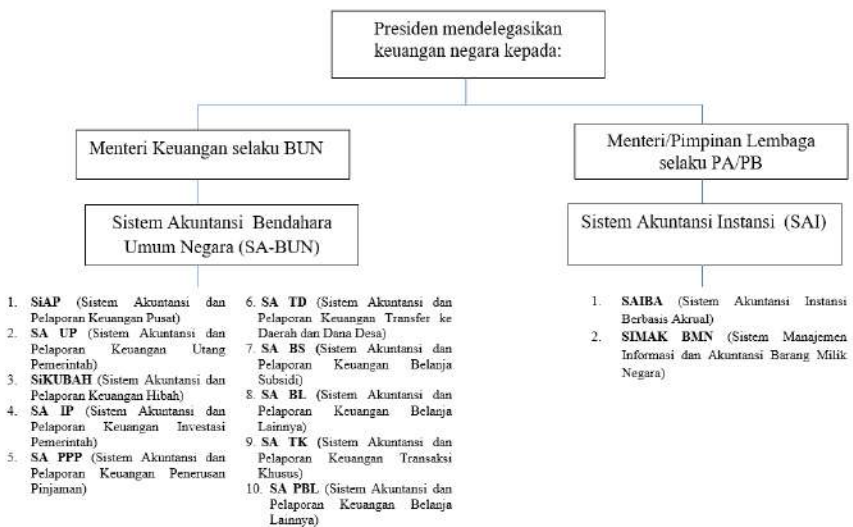 Presiden mendelegasikan
keuangan negara kepada:
Menteri Keuangan selaku BUN
Menteri/Pimpinan Lembaga
selaku PA/PB
Sistem Akuntansi Bendahara
Umum Negara (SA-BUN)
Sistem Akuntansi Instansi (SAI)
1. SiAP (Sistem Akuntansi dan
Pelaporan Keuangan Pusat)
2. SA UP (Sistem Akuntansi dan
Pelaporan Keuangan Utang
Pemerintah)
3. SiKUBAH (Sistem Akuntansi dan
Pelaporan Keuangan Hibah)
4. SA IP (Sistem Akuntansi dan
Pelaporan Keuangan Investasi
Pemerintah)
5. SA PPP (Sistem Akuntansi dan
Pelaporan Keuangan Penerusan
Pinjaman)
6. SA TD (Sistem Akuntansi dan
Pelaporan Keuangan Transfer ke
Daerah dan Dana Desa)
7. SA BS (Sistem Akuntansi dan
Pelaporan Keuangan Belanja
Subsidi)
8. SA BL (Sistem Akuntansi dan
Pelaporan Keuangan Belanja
Lainnya)
9. SA TK (Sistem Akuntansi dan
Pelaporan Keuangan Transaksi
Khusus)
10. SA PBL (Sistem Akuntansi dan
Pelaporan Keuangan Belanja
Lainnya)
1. SAIBA (Sistem Akuntansi Instansi
Berbasis Akrual)
2. SIMAK BMN (Sistem Manajemen
Informasi dan Akuntansi Barang Milik
Negara)